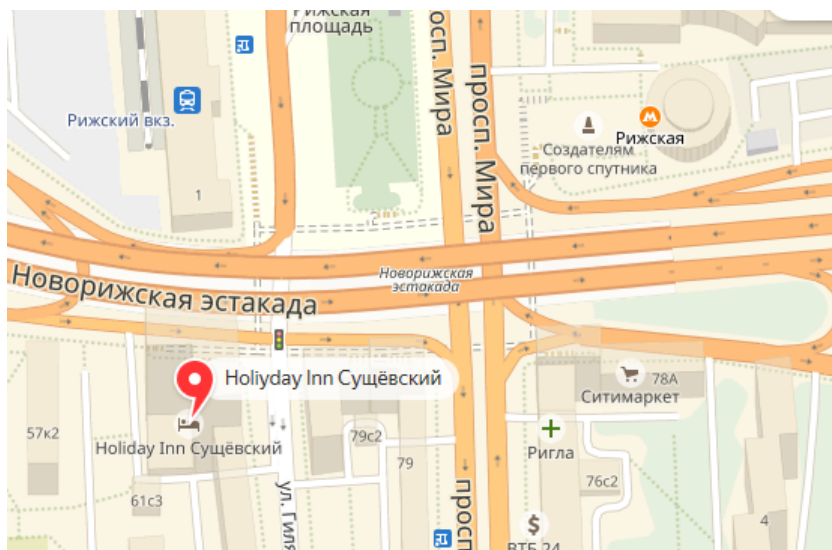 Рижская
площадь
просп. Мира
просп. Мира
Рижский вкз.
1
Рижская
Создателям
первого спутника
Новорижская эстакада
Новорижская
эстакада
Holiyday Inn Сущёвский
78А
Ситимаркет
57к2
Holiday Inn Сущёвский
79с2
79
Ригла
76с2
61с3
ул. Гиля
просп
4
ВТБ 24